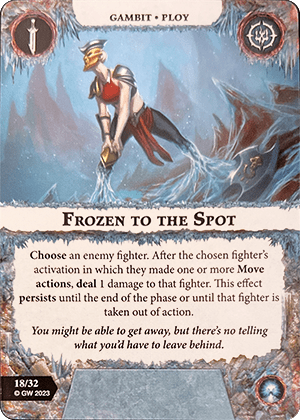 GAMBIT • PLOY
FROZEN TO THE SPOT
Choose an enemy fighter. After the chosen fighter's
activation in which they made one or more Move
actions, deal 1 damage to that fighter. This effect
persists until the end of the phase or until that fighter is
taken out of action.
You might be able to get away, but there's no telling
what you'd have to leave behind.
18/32
© GW 2023